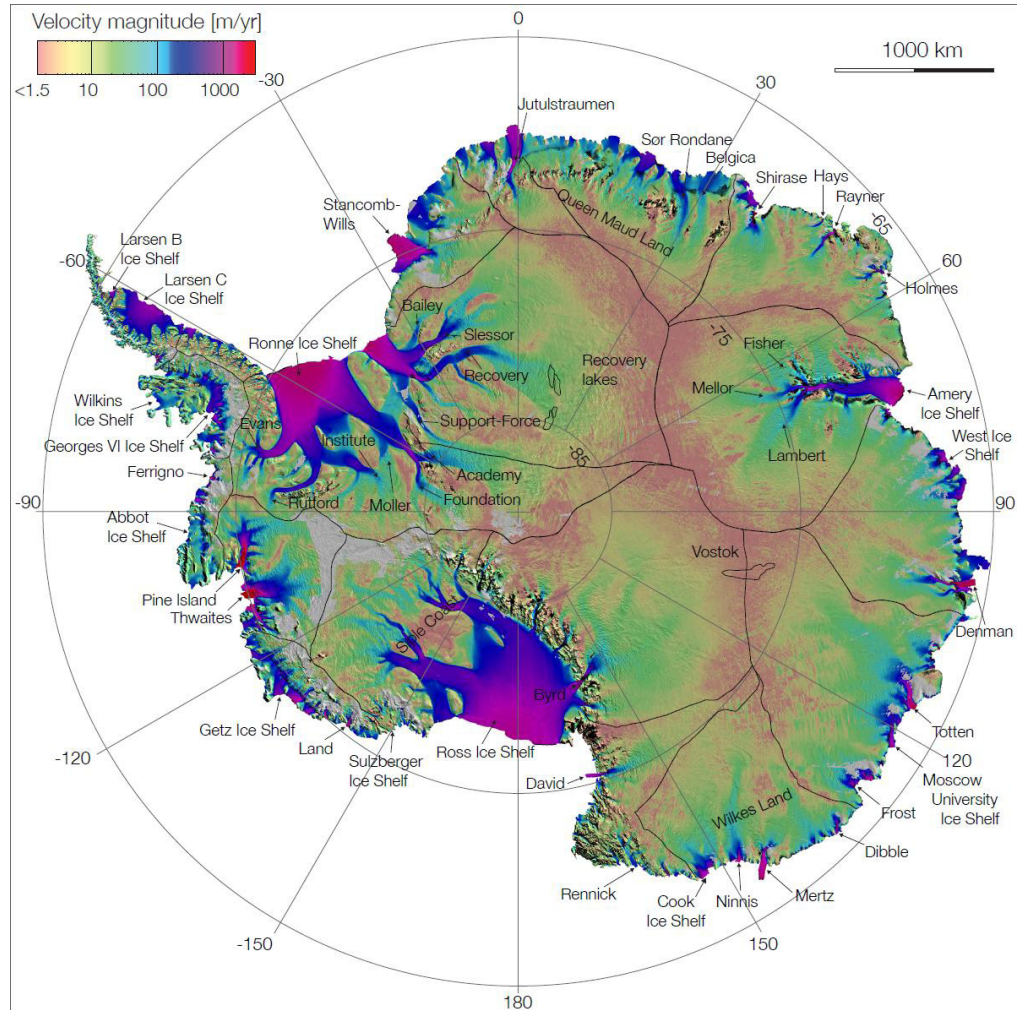 Velocity magnitude [m/yr]
<1.5
10
100
1000
0
1000 km
-30
30
Jutulstraumen
Sør Rondane
Belgica
Shirase
Hays
Rayner
-65
Stancomb-
Wills
Queen Maud Land
Larsen B
Ice Shelf
-60
Larsen C
Ice Shelf
60
Holmes
Bailey
Slessor
Ronne Ice Shelf
-75
Fisher
Recovery
Recovery
lakes
Mellor
Amery
Ice Shelf
Wilkins
Ice Shelf
Evans
Support-Force
Georges VI Ice Shelf
Institute
West Ice
Shelf
Lambert
-85
Ferrigno
Academy
Rutford
Moller
Foundation
-90
90
Abbot
Ice Shelf
Vostok
Pine Island
Thwaites
Denman
Siple Coast
Byrd
Getz Ice Shelf
Land
Sulzberger
Ice Shelf
Ross Ice Shelf
Totten
-120
120
David
Moscow
University
Ice Shelf
Wilkes Land
Frost
Dibble
Rennick
Cook
Ice Shelf
Ninnis
Mertz
-150
150
180